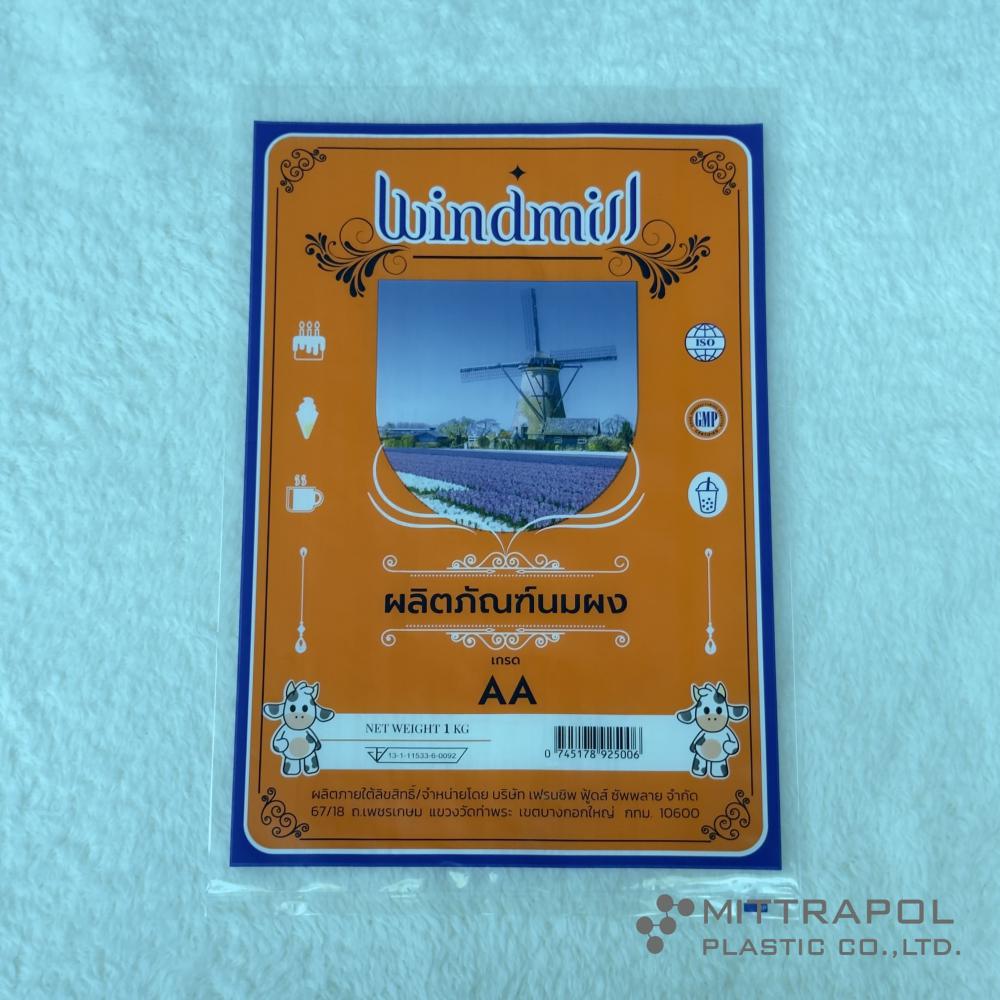 windmill
ISO
GMP
ผลิตภัณฑ์นมผง
เกรด
AA
NET WEIGHT 1 KG
13-1-11533-6-0092
0 745178 925006
ผลิตภายใต้ลิขสิทธิ์/จำหน่ายโดย บริษัท เฟรนชิพ ฟู้ดส์ ซัพพลาย จำกัด
67/18 ถ.เพชรเกษม แขวงวัดท่าพระ เขตบางกอกใหญ่ กทม. 10600
MITTRAPOL
PLASTIC CO.,LTD.